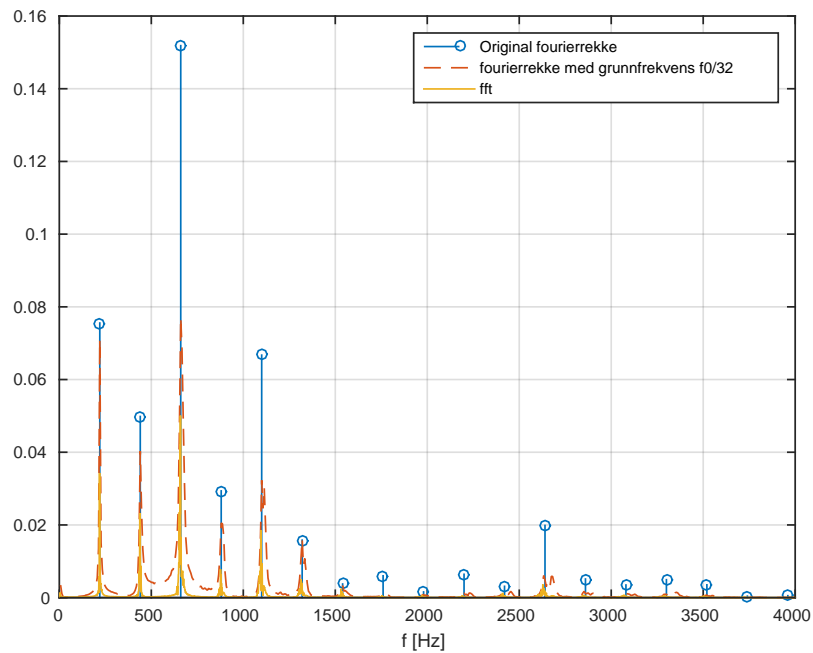 0.16
0.14
0.12
0.1
0.08
0.06
0.04
0.02
0
Original fourierrekke
fourierrekke med grunnfrekvens f0/32
fft
0 500 1000 1500 2000 2500 3000 3500 4000
f [Hz]